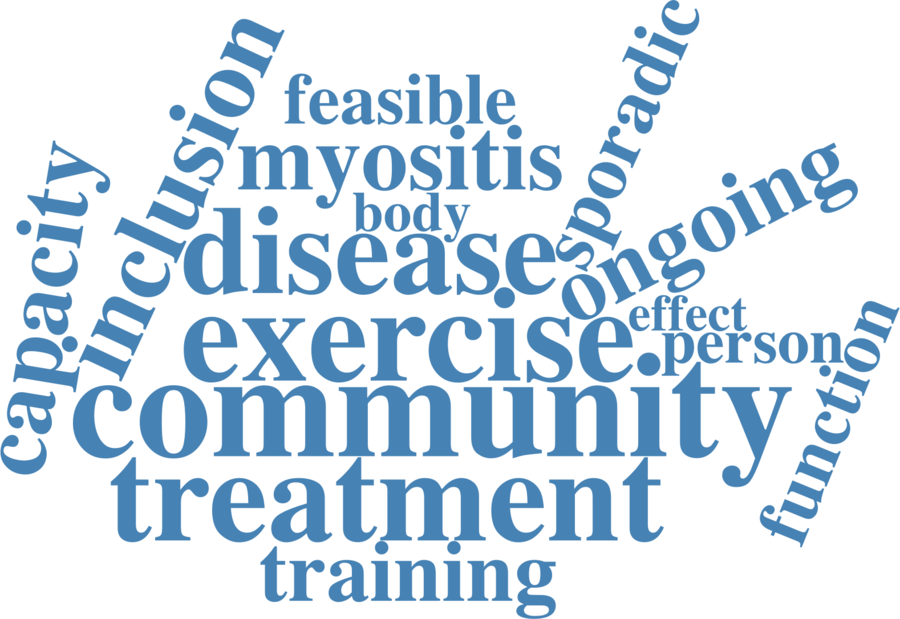 feasible
myositis
body
disease
exercise
community
treatment
training
capacity
inclusion
sporadic
ongoing
effect
person
function